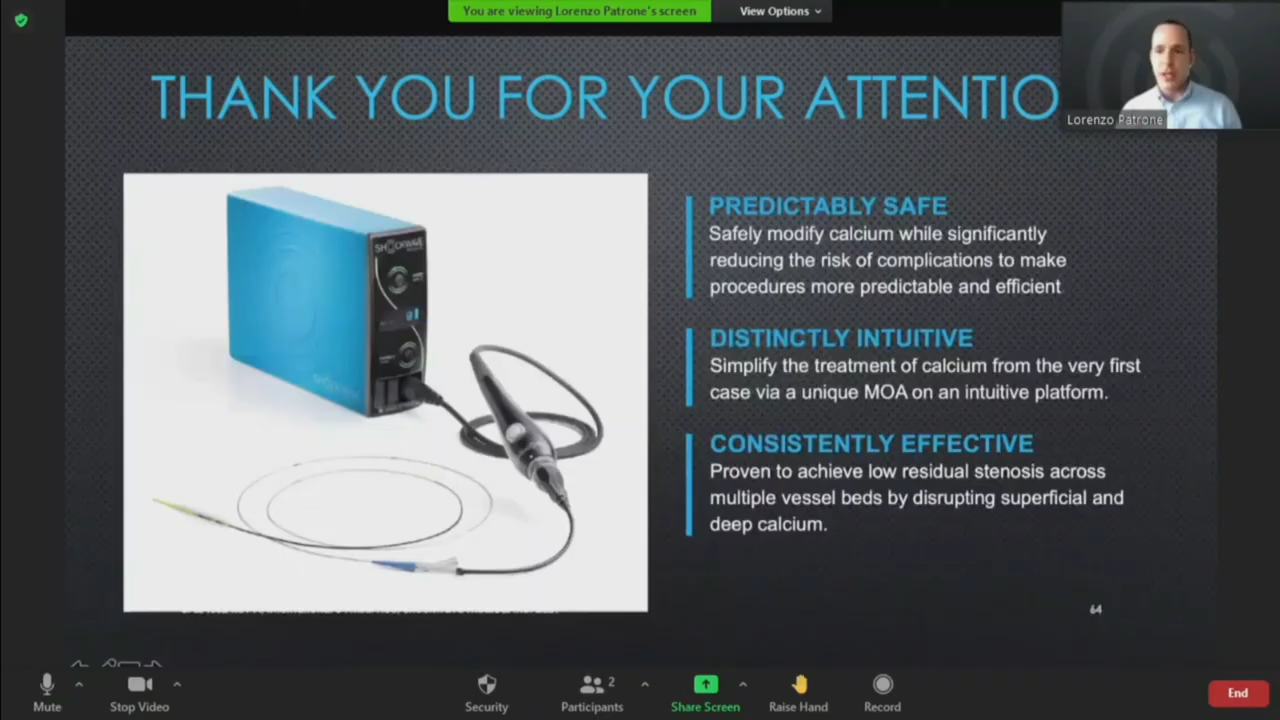 You are viewing Lorenzo Patrone's screen
View Options
THANK YOU FOR YOUR ATTENTIO
Lorenzo Patrone
SHOCKWAVE
PREDICTABLY SAFE
Safely modify calcium while significantly
reducing the risk of complications to make
procedures more predictable and efficient
DISTINCTLY INTUITIVE
Simplify the treatment of calcium from the very first
case via a unique MOA on an intuitive platform.
CONSISTENTLY EFFECTIVE
Proven to achieve low residual stenosis across
multiple vessel beds by disrupting superficial and
deep calcium.
64
Mute
Stop Video
Security
Participants
2
Share Screen
Raise Hand
Record
End